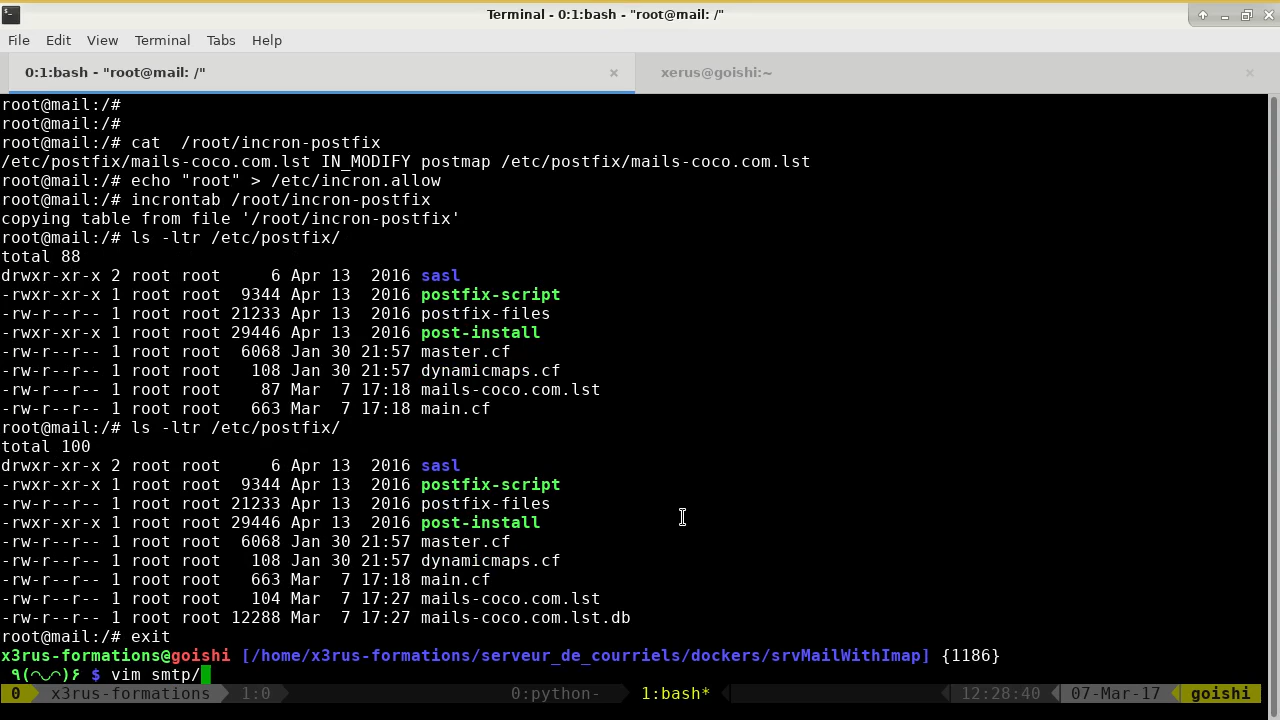 Terminal - 0:1:bash - "root@mail: /"
File Edit View Terminal Tabs Help
0:1:bash - "root@mail: /" × xerus@goishi:~ ×
root@mail:/#
root@mail:/#
root@mail:/# cat  /root/incron-postfix
/etc/postfix/mails-coco.com.lst IN_MODIFY postmap /etc/postfix/mails-coco.com.lst
root@mail:/# echo "root" > /etc/incron.allow
root@mail:/# incrontab /root/incron-postfix
copying table from file '/root/incron-postfix'
root@mail:/# ls -ltr /etc/postfix/
total 88
drwxr-xr-x 2 root root     6 Apr 13  2016 sasl
-rwxr-xr-x 1 root root  9344 Apr 13  2016 postfix-script
-rw-r--r-- 1 root root 21233 Apr 13  2016 postfix-files
-rwxr-xr-x 1 root root 29446 Apr 13  2016 post-install
-rw-r--r-- 1 root root  6068 Jan 30 21:57 master.cf
-rw-r--r-- 1 root root   108 Jan 30 21:57 dynamicmaps.cf
-rw-r--r-- 1 root root    87 Mar  7 17:18 mails-coco.com.lst
-rw-r--r-- 1 root root   663 Mar  7 17:18 main.cf
root@mail:/# ls -ltr /etc/postfix/
total 100
drwxr-xr-x 2 root root     6 Apr 13  2016 sasl
-rwxr-xr-x 1 root root  9344 Apr 13  2016 postfix-script
-rw-r--r-- 1 root root 21233 Apr 13  2016 postfix-files
-rwxr-xr-x 1 root root 29446 Apr 13  2016 post-install
-rw-r--r-- 1 root root  6068 Jan 30 21:57 master.cf
-rw-r--r-- 1 root root   108 Jan 30 21:57 dynamicmaps.cf
-rw-r--r-- 1 root root   663 Mar  7 17:18 main.cf
-rw-r--r-- 1 root root   104 Mar  7 17:27 mails-coco.com.lst
-rw-r--r-- 1 root root 12288 Mar  7 17:27 mails-coco.com.lst.db
root@mail:/# exit
x3rus-formations@goishi [/home/x3rus-formations/serveur_de_courriels/dockers/srvMailWithImap] {1186}
٩(◠◡◠)۶ $ vim smtp/
0 x3rus-formations 1:0 0:python- 1:bash* 12:28:40 07-Mar-17 goishi